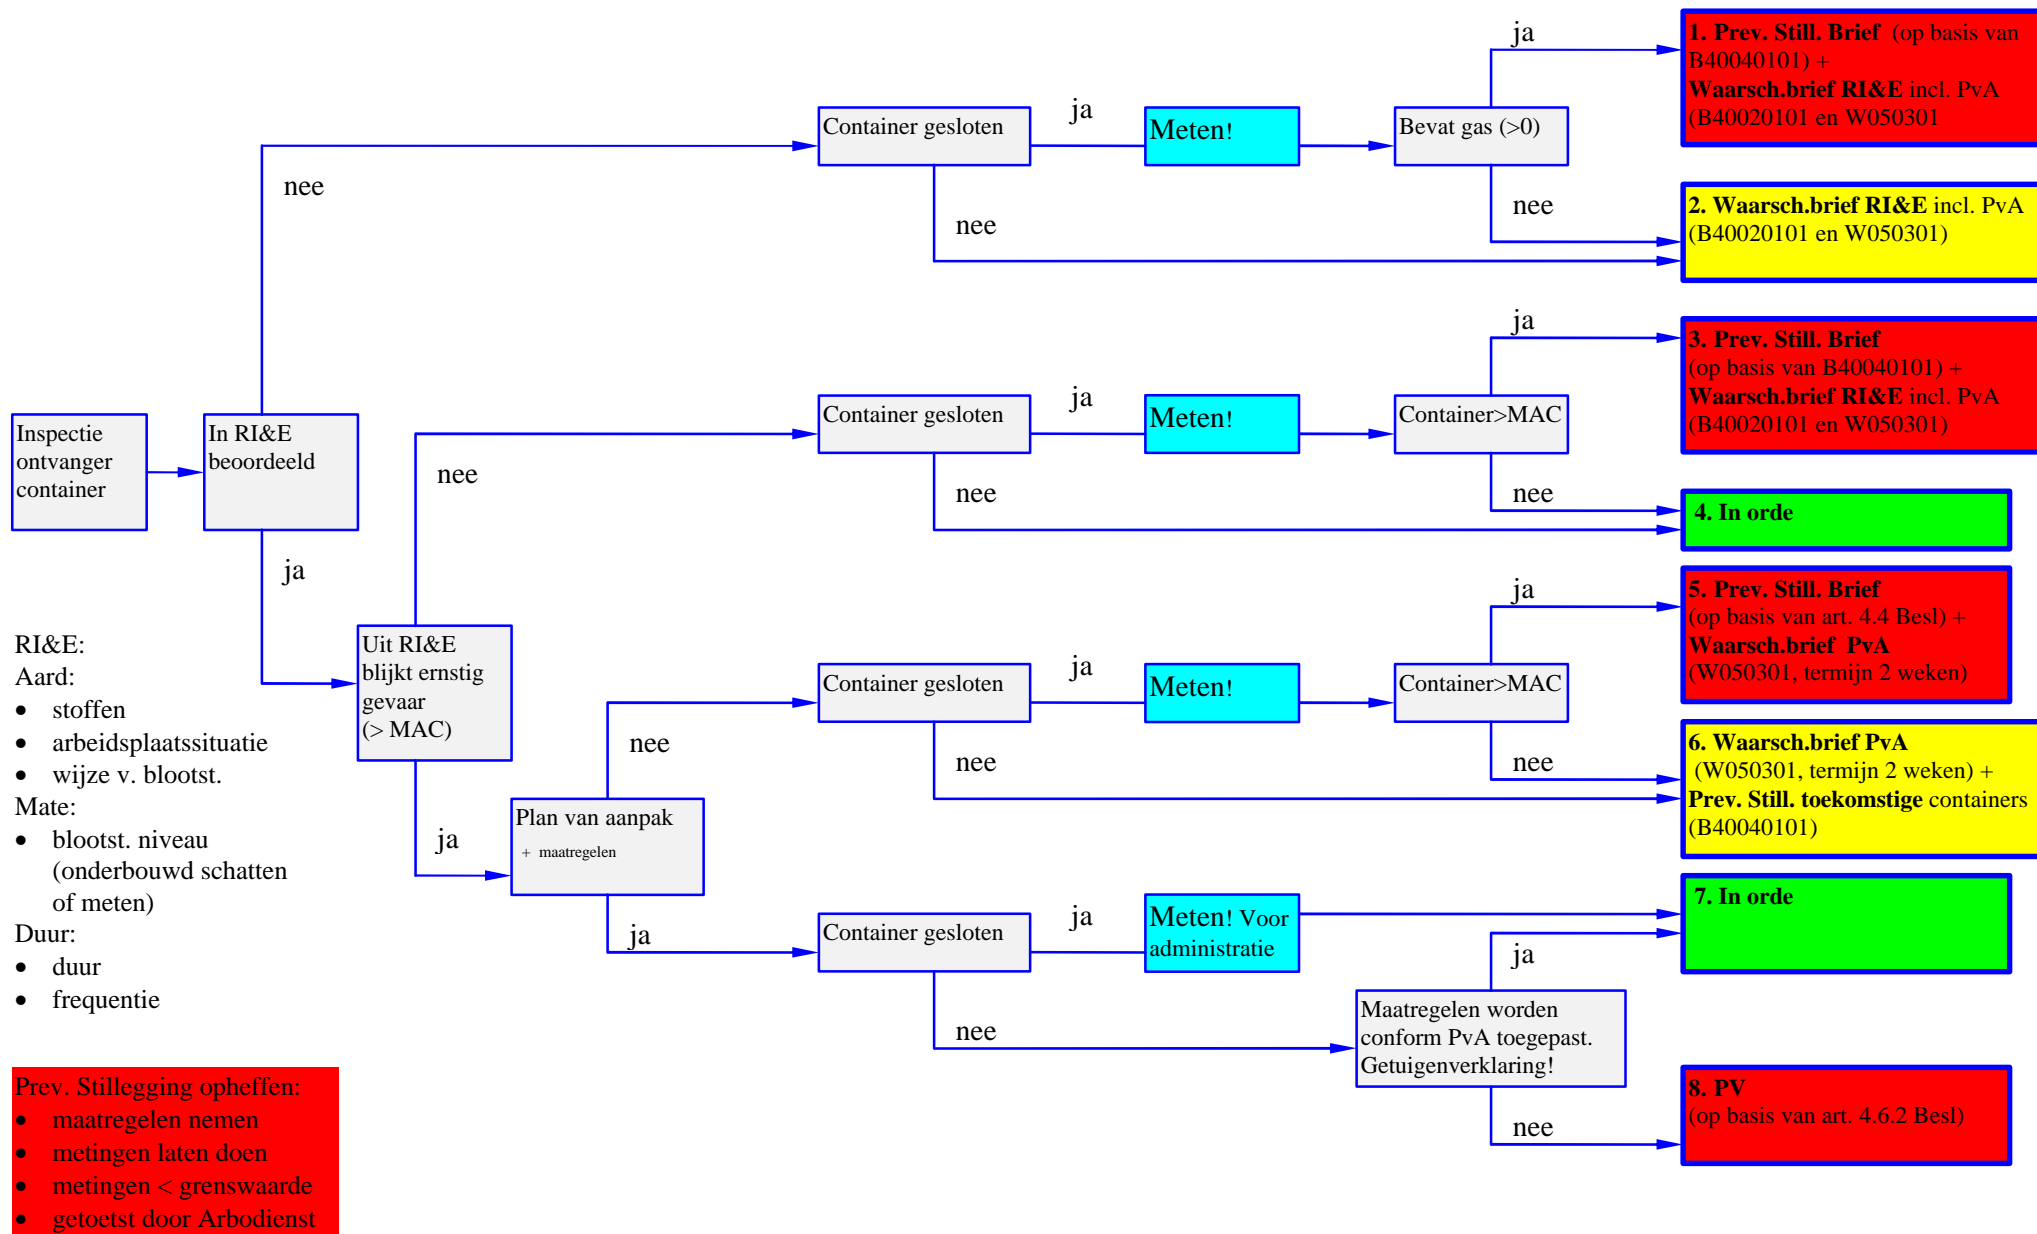 ja
1. Prev. Still. Brief (op basis van
B40040101) +
Waarsch.brief RI&E incl. PvA
(B40020101 en W050301
Container gesloten
ja
Meten!
Bevat gas (>0)
nee
nee
nee
2. Waarsch.brief RI&E incl. PvA
(B40020101 en W050301)
ja
3. Prev. Still. Brief
(op basis van B40040101) +
Waarsch.brief RI&E incl. PvA
(B40020101 en W050301)
Inspectie
ontvanger
container
In RI&E
beoordeeld
Container gesloten
ja
Meten!
Container>MAC
nee
nee
nee
4. In orde
ja
ja
5. Prev. Still. Brief
(op basis van art. 4.4 Besl) +
Waarsch.brief PvA
(W050301, termijn 2 weken)
Uit RI&E
blijkt ernstig
gevaar
(> MAC)
Container gesloten
ja
Meten!
Container>MAC
nee
nee
nee
6. Waarsch.brief PvA
(W050301, termijn 2 weken) +
Prev. Still. toekomstige containers
(B40040101)
ja
Plan van aanpak
+ maatregelen
ja
Container gesloten
ja
Meten! Voor
administratie
7. In orde
ja
nee
Maatregelen worden
conform PvA toegepast.
Getuigenverklaring!
nee
8. PV
(op basis van art. 4.6.2 Besl)
RI&E:
Aard:
• stoffen
• arbeidsplaatssituatie
• wijze v. blootst.
Mate:
• blootst. niveau
(onderbouwd schatten
of meten)
Duur:
• duur
• frequentie
Prev. Stillegging opheffen:
• maatregelen nemen
• metingen laten doen
• metingen < grenswaarde
• getoetst door Arbodienst